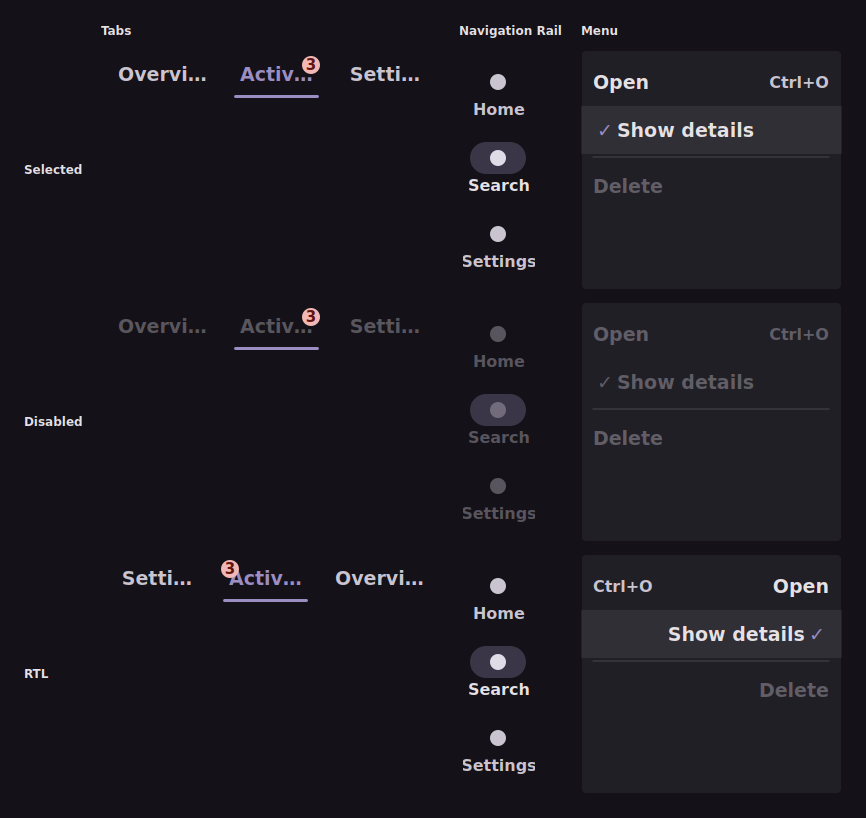 Tabs Navigation Rail Menu
Selected
Overvi... Activ... 3 Setti...
Home
Search
Settings
Open Ctrl+O
✓ Show details
Delete
Disabled
Overvi... Activ... 3 Setti...
Home
Search
Settings
Open Ctrl+O
✓ Show details
Delete
RTL
Setti... 3 Activ... Overvi...
Home
Search
Settings
Ctrl+O Open
Show details ✓
Delete